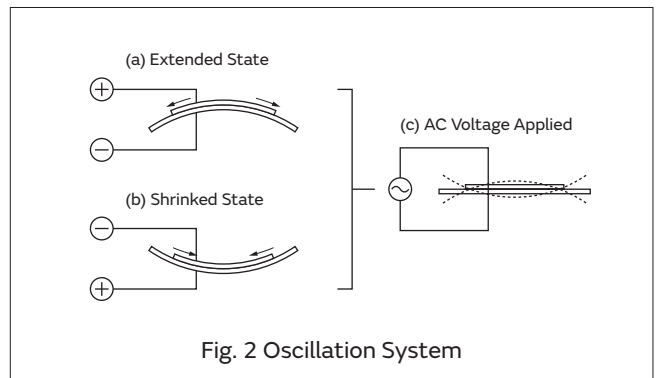 (a) Extended State
+
−
(c) AC Voltage Applied
~
(b) Shrinked State
−
+
Fig. 2 Oscillation System